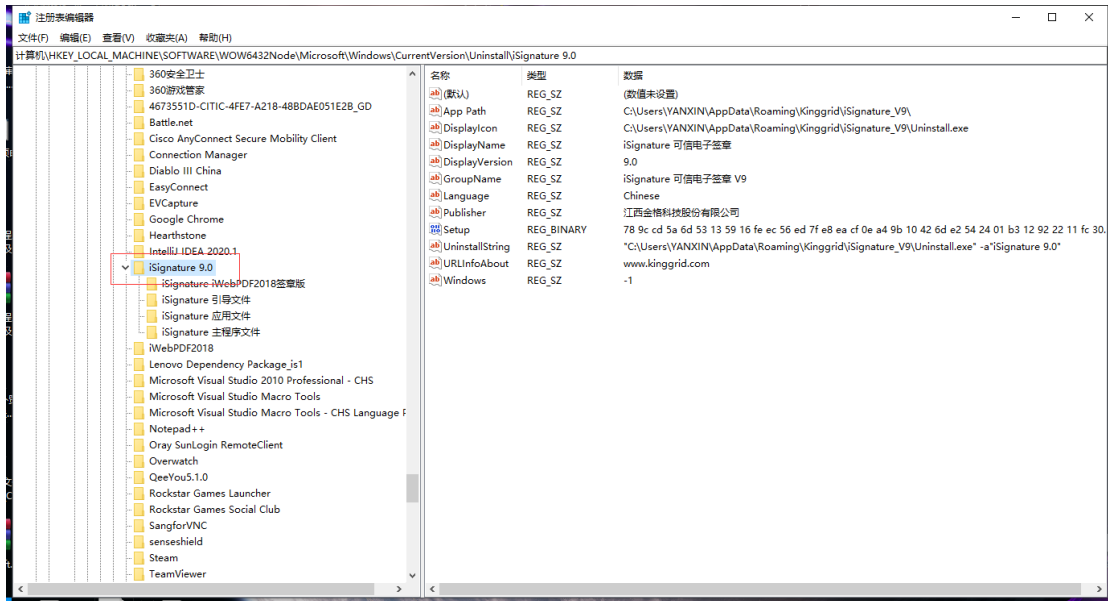 注册表编辑器
文件(F) 编辑(E) 查看(V) 收藏夹(A) 帮助(H)
计算机\HKEY_LOCAL_MACHINE\SOFTWARE\WOW6432Node\Microsoft\Windows\CurrentVersion\Uninstall\iSignature 9.0
360安全卫士
360游戏管家
4673551D-CITIC-4FE7-A218-48BDAE051E2B_GD
Battle.net
Cisco AnyConnect Secure Mobility Client
Connection Manager
Diablo III China
EasyConnect
EVCapture
Google Chrome
Hearthstone
IntelliJ IDEA 2020.1
iSignature 9.0
iSignature iWebPDF2018签章版
iSignature 引导文件
iSignature 应用文件
iSignature 主程序文件
iWebPDF2018
Lenovo Dependency Package_is1
Microsoft Visual Studio 2010 Professional - CHS
Microsoft Visual Studio Macro Tools
Microsoft Visual Studio Macro Tools - CHS Language
Notepad++
Oray SunLogin RemoteClient
Overwatch
QeeYou5.1.0
Rockstar Games Launcher
Rockstar Games Social Club
SangforVNC
senseshield
Steam
TeamViewer
名称 类型 数据
(默认) REG_SZ (数值未设置)
App Path REG_SZ C:\Users\YANXIN\AppData\Roaming\Kinggrid\iSignature_V9\
DisplayIcon REG_SZ C:\Users\YANXIN\AppData\Roaming\Kinggrid\iSignature_V9\Uninstall.exe
DisplayName REG_SZ iSignature 可信电子签章
DisplayVersion REG_SZ 9.0
GroupName REG_SZ iSignature 可信电子签章 V9
Language REG_SZ Chinese
Publisher REG_SZ 江西金格科技股份有限公司
Setup REG_BINARY 78 9c cd 5a 6d 53 13 59 16 fe ec 56 ed 7f e8 ea cf 0e a4 9b 10 42 6d e2 54 24 01 b3 12 92 22 11 fc 30.
UninstallString REG_SZ "C:\Users\YANXIN\AppData\Roaming\Kinggrid\iSignature_V9\Uninstall.exe" -a"iSignature 9.0"
URLInfoAbout REG_SZ www.kinggrid.com
Windows REG_SZ -1